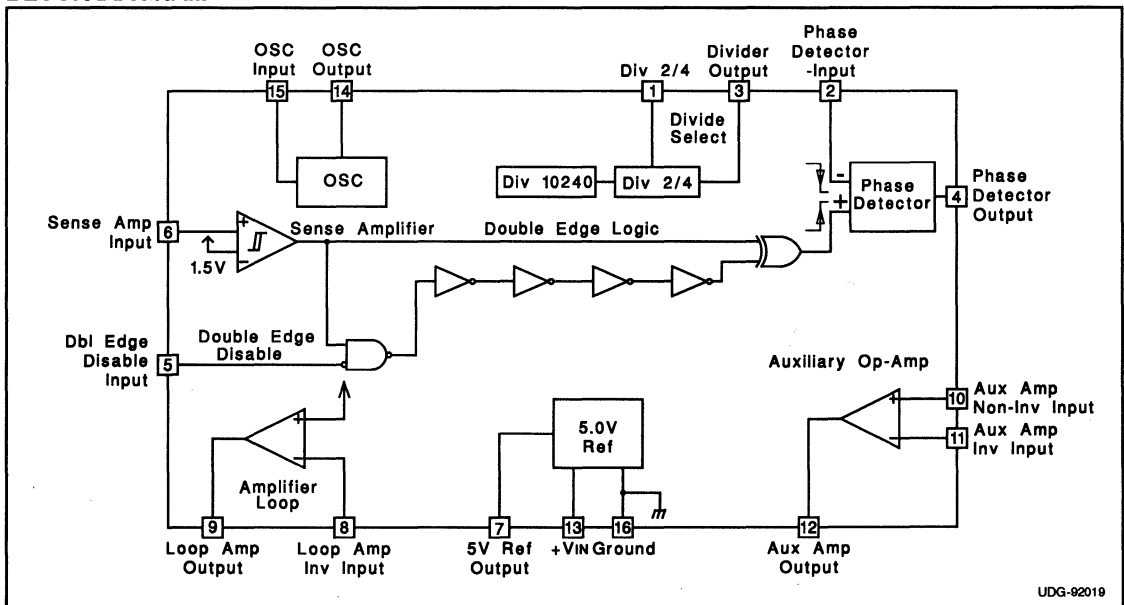 OSC
Input
OSC
Output
Div 2/4
Divider
Output
Phase
Detector
-Input
15
14
1
3
2
Divide
Select
OSC
Div 10240
Div 2/4
-
+
Phase
Detector
4
Phase
Detector
Output
Sense Amp
Input
6
+
-
1.5V
Sense Amplifier
Double Edge Logic
Dbl Edge
Disable
Input
5
Double Edge
Disable
Auxiliary Op-Amp
+
-
10
Aux Amp
Non-Inv Input
11
Aux Amp
Inv Input
+
-
Amplifier
Loop
5.0V
Ref
9
8
7
13
16
12
Loop Amp
Output
Loop Amp
Inv Input
5V Ref
Output
+VIN
Ground
Aux Amp
Output
UDG-92019